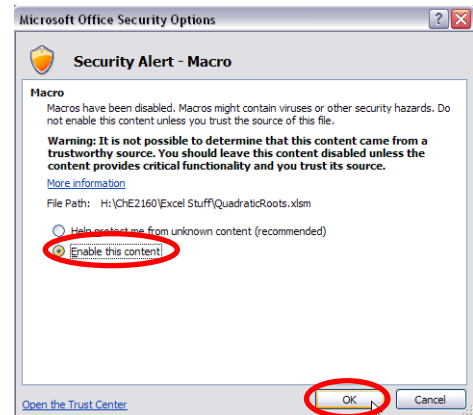 Microsoft Office Security Options
Security Alert - Macro
Macro
Macros have been disabled. Macros might contain viruses or other security hazards. Do
not enable this content unless you trust the source of this file.
Warning: It is not possible to determine that this content came from a
trustworthy source. You should leave this content disabled unless the
content provides critical functionality and you trust its source.
More information
File Path: H:\ChE2160\Excel Stuff\QuadraticRoots.xlsm
Help protect me from unknown content (recommended)
Enable this content
Open the Trust Center
OK
Cancel